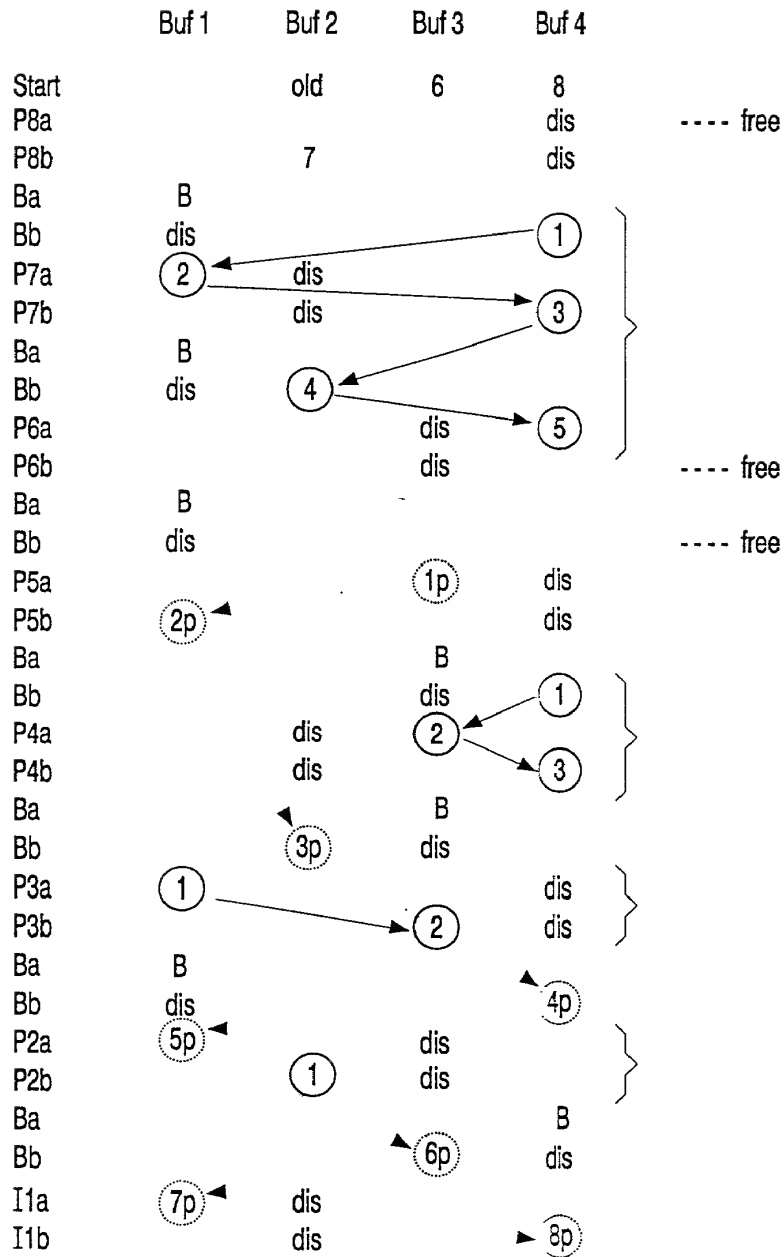 Buf 1 Buf 2 Buf 3 Buf 4
Start old 6 8
P8a dis ---- free
P8b 7 dis
Ba B
Bb dis 1
P7a 2 dis
P7b dis 3
Ba B
Bb dis 4
P6a dis 5
P6b dis ---- free
Ba B
Bb dis ---- free
P5a 1p dis
P5b 2p dis
Ba B
Bb dis 1
P4a dis 2
P4b dis 3
Ba B
Bb 3p dis
P3a 1 dis
P3b 2 dis
Ba B
Bb dis 4p
P2a 5p dis
P2b 1 dis
Ba B
Bb 6p dis
I1a 7p dis
I1b dis 8p